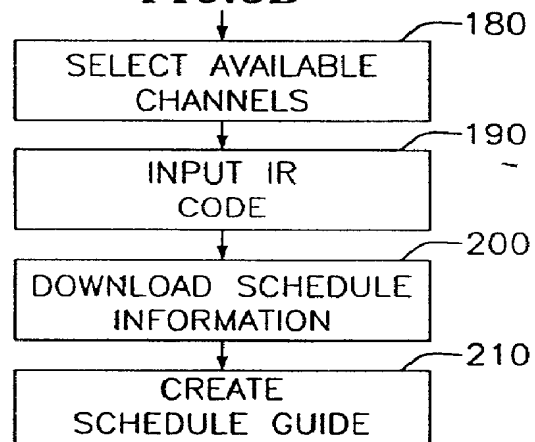 180
SELECT AVAILABLE
CHANNELS
190
INPUT IR
CODE
200
DOWNLOAD SCHEDULE
INFORMATION
210
CREATE
SCHEDULE GUIDE